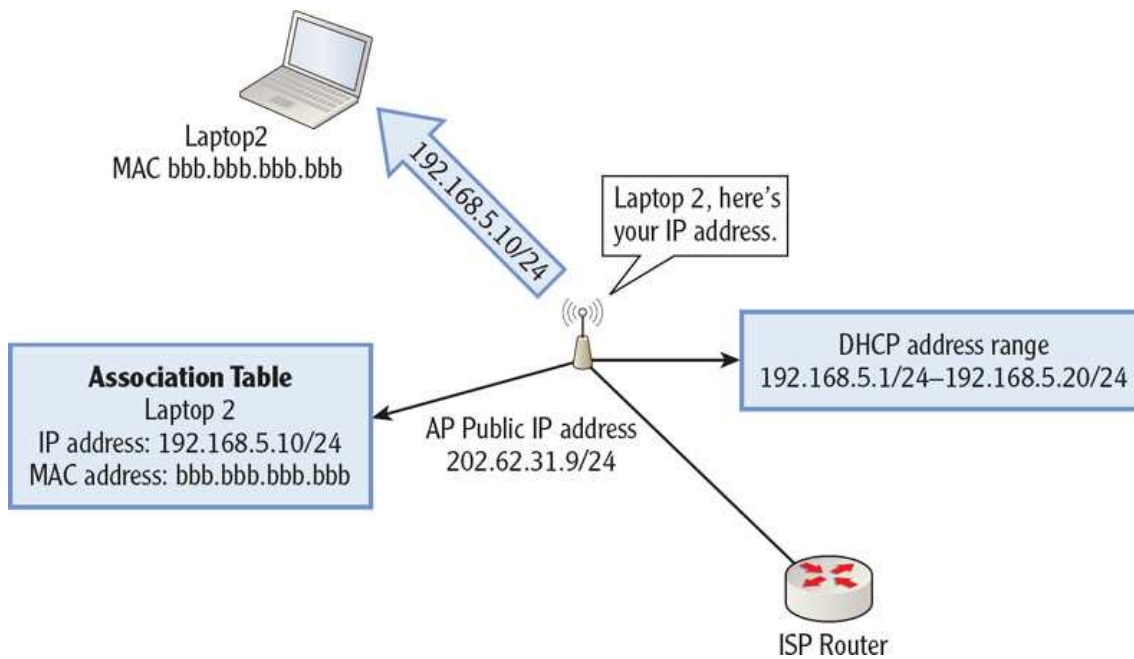 Laptop2
MAC bbb.bbb.bbb.bbb
192.168.5.10/24
Laptop 2, here's
your IP address.
Association Table
Laptop 2
IP address: 192.168.5.10/24
MAC address: bbb.bbb.bbb.bbb
AP Public IP address
202.62.31.9/24
DHCP address range
192.168.5.1/24–192.168.5.20/24
ISP Router